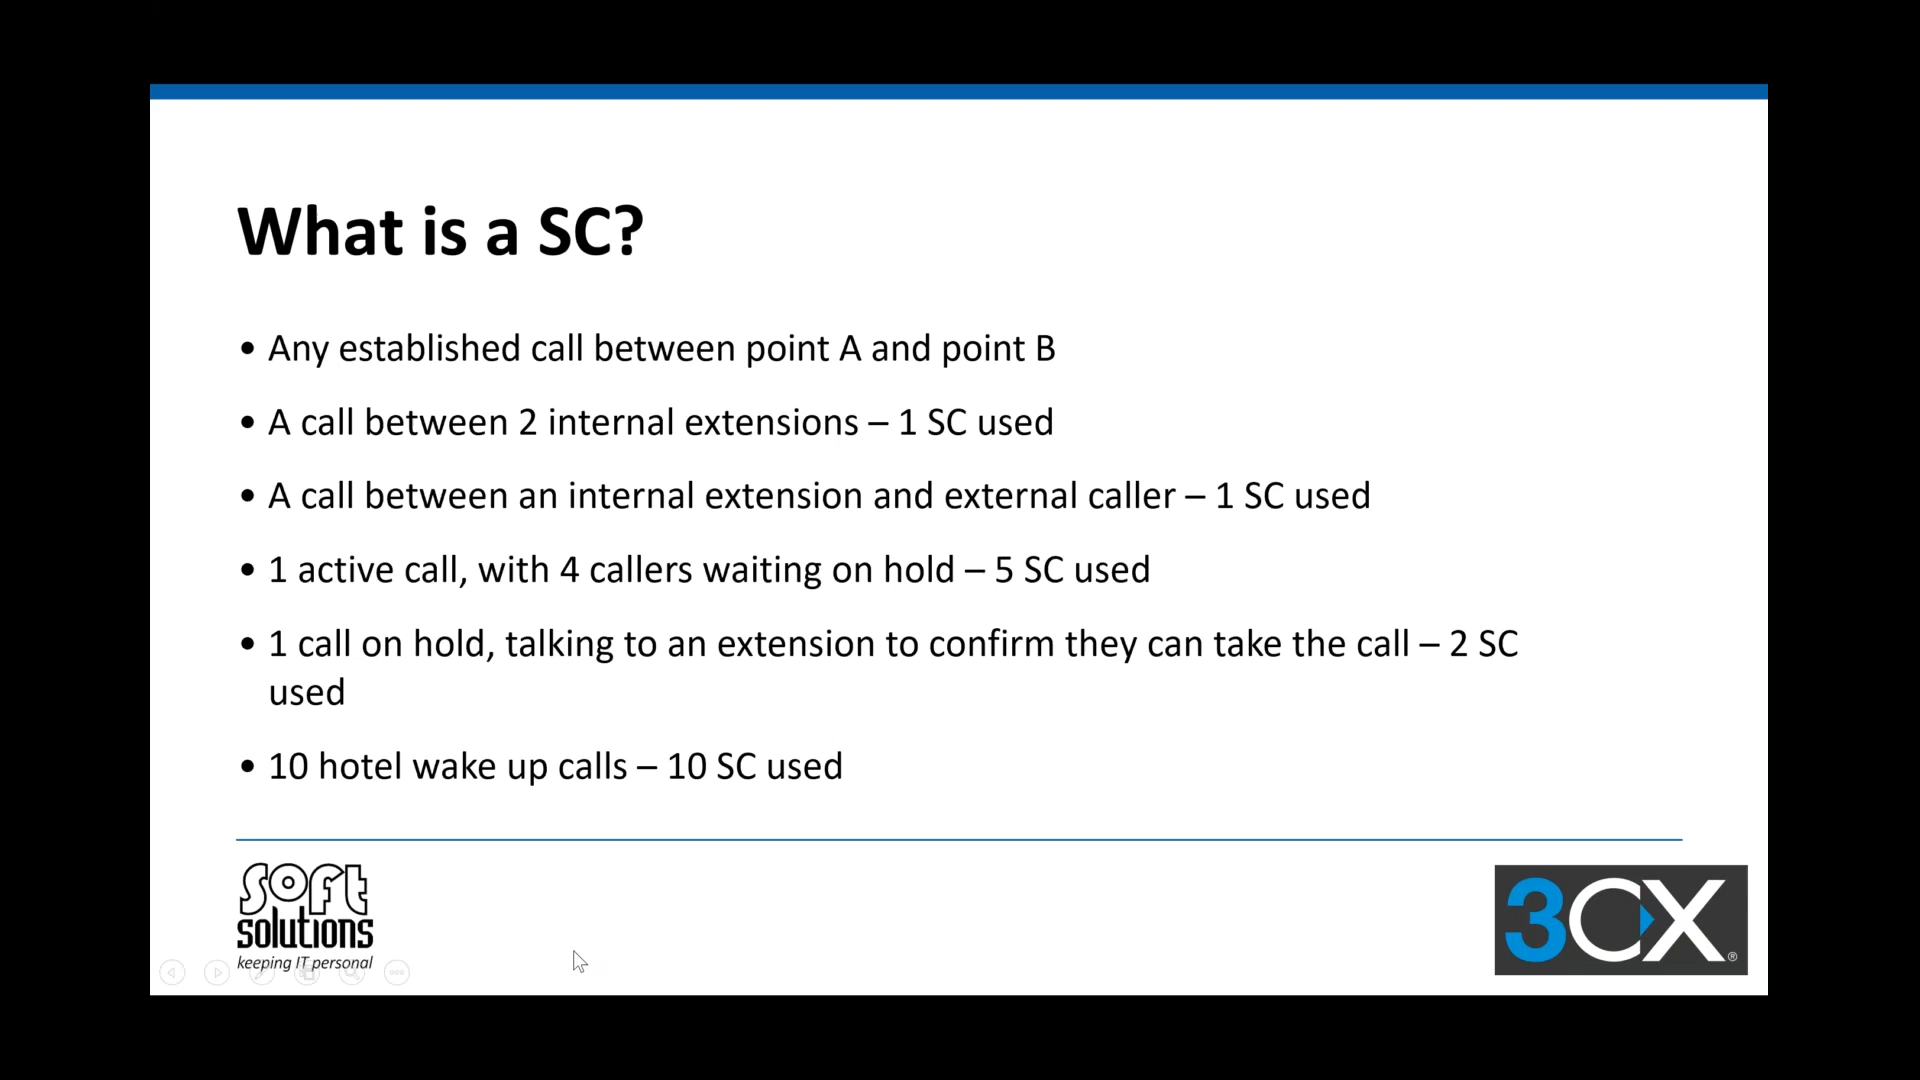 What is a SC?
• Any established call between point A and point B
• A call between 2 internal extensions – 1 SC used
• A call between an internal extension and external caller – 1 SC used
• 1 active call, with 4 callers waiting on hold – 5 SC used
• 1 call on hold, talking to an extension to confirm they can take the call – 2 SC
used
• 10 hotel wake up calls – 10 SC used
soft
solutions
keeping IT personal
3CX®